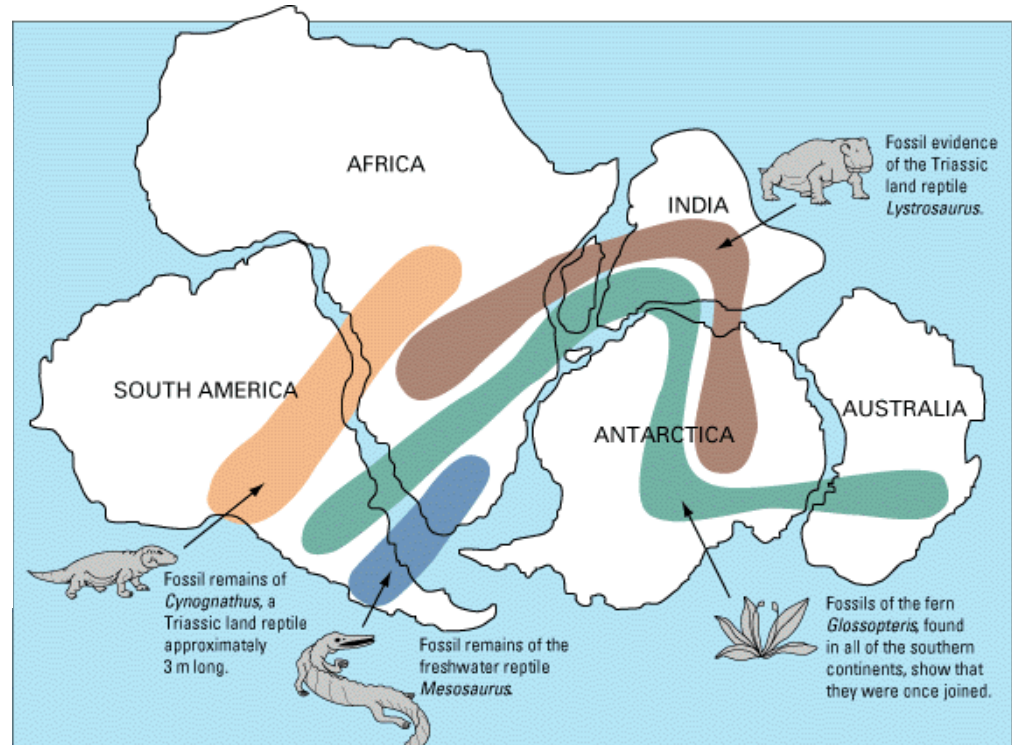 AFRICA
INDIA
Fossil evidence
of the Triassic
land reptile
Lystrosaurus.
SOUTH AMERICA
ANTARCTICA
AUSTRALIA
Fossil remains of
Cynognathus, a
Triassic land reptile
approximately
3 m long.
Fossil remains of the
freshwater reptile
Mesosaurus.
Fossils of the fern
Glossopteris, found
in all of the southern
continents, show that
they were once joined.